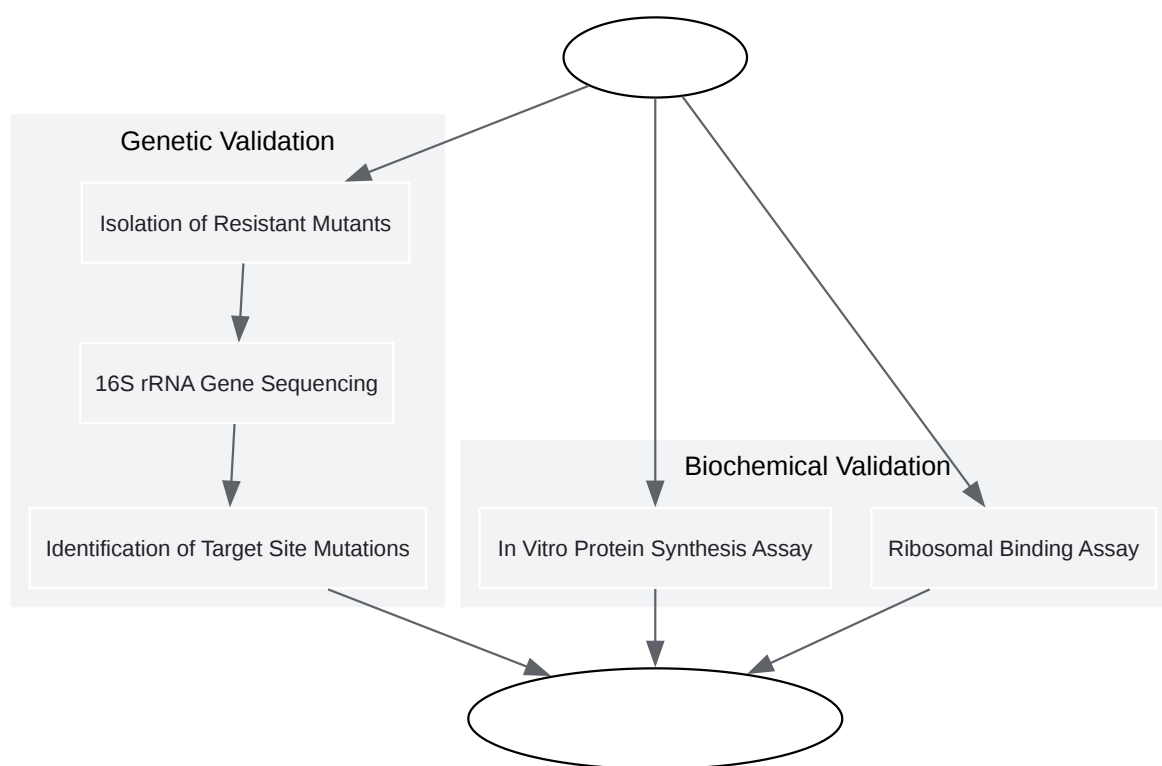 Genetic Validation
Isolation of Resistant Mutants
16S rRNA Gene Sequencing
Biochemical Validation
Identification of Target Site Mutations
In Vitro Protein Synthesis Assay
Ribosomal Binding Assay